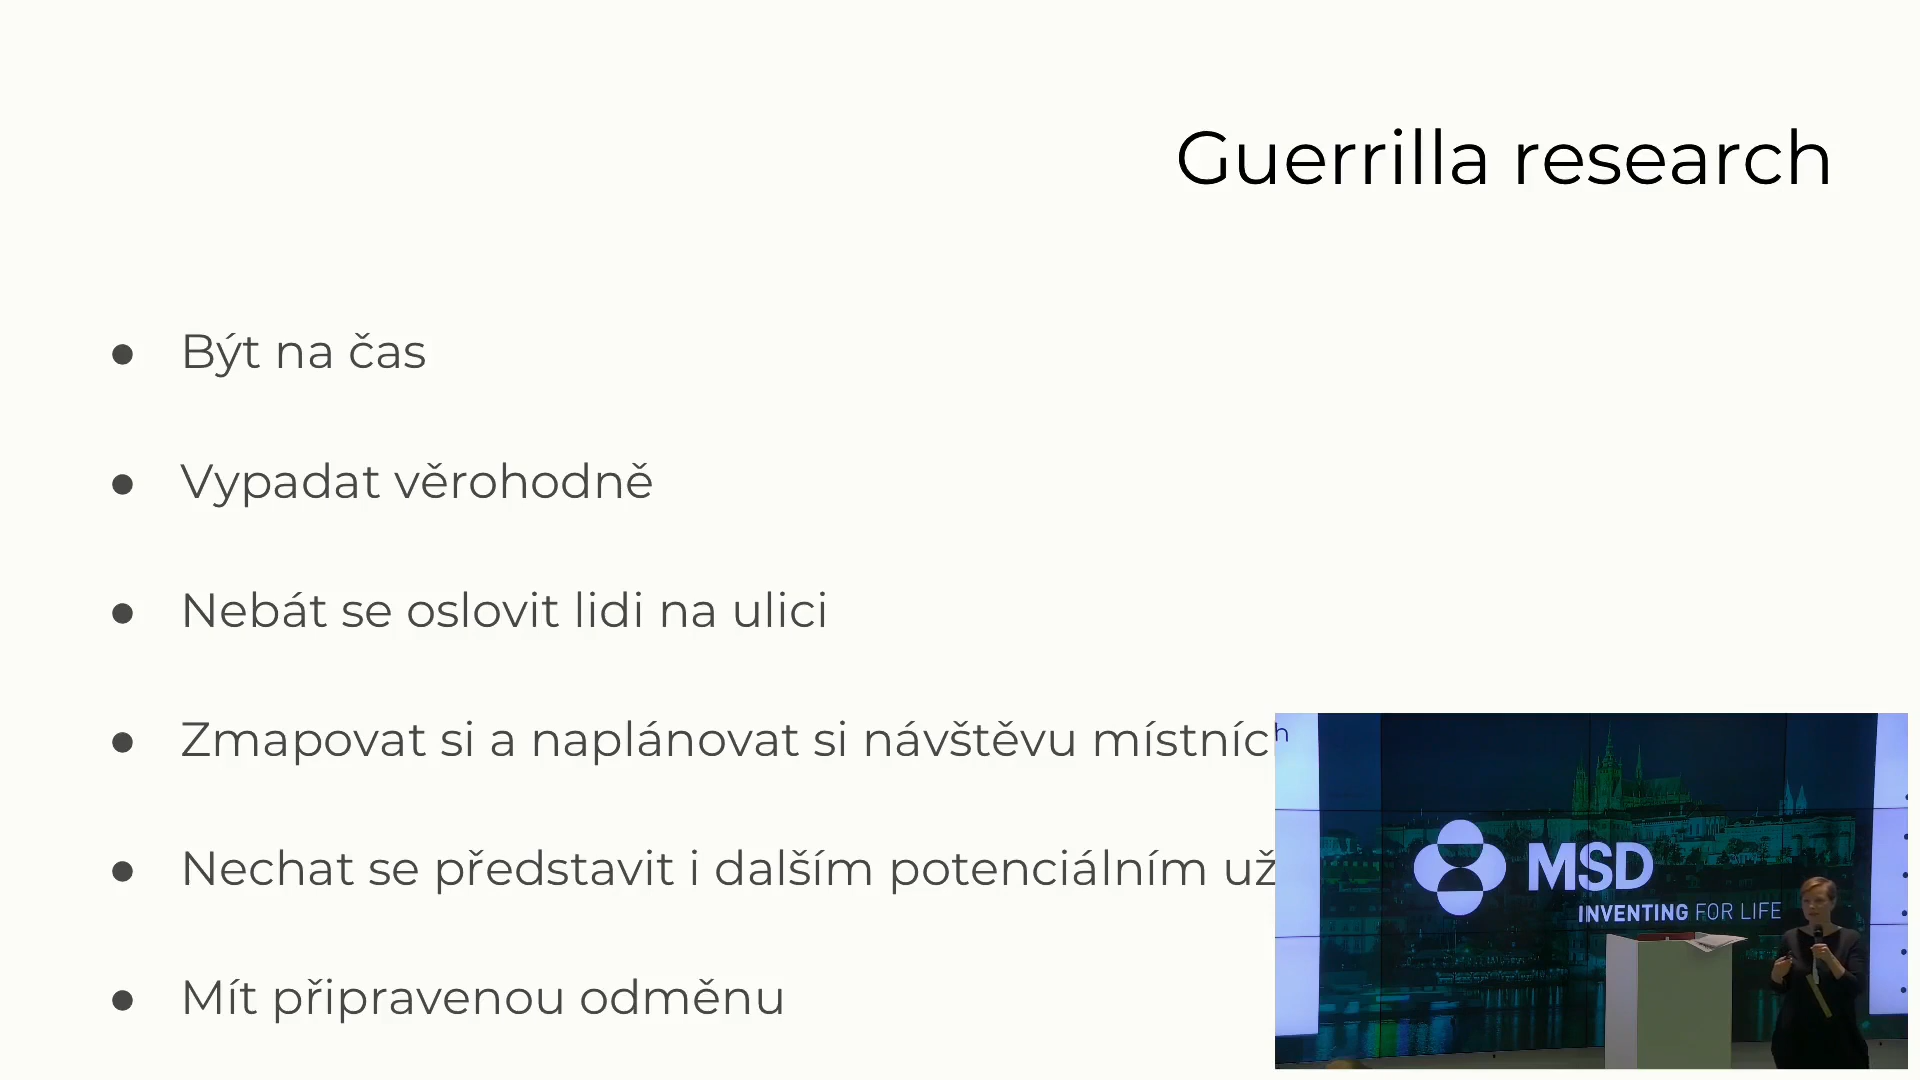 Guerrilla research
● Být na čas
● Vypadat věrohodně
● Nebát se oslovit lidi na ulici
● Zmapovat si a naplánovat si návštěvu místních
● Nechat se představit i dalším potenciálním
● Mít připravenou odměnu
MSD
INVENTING FOR LIFE